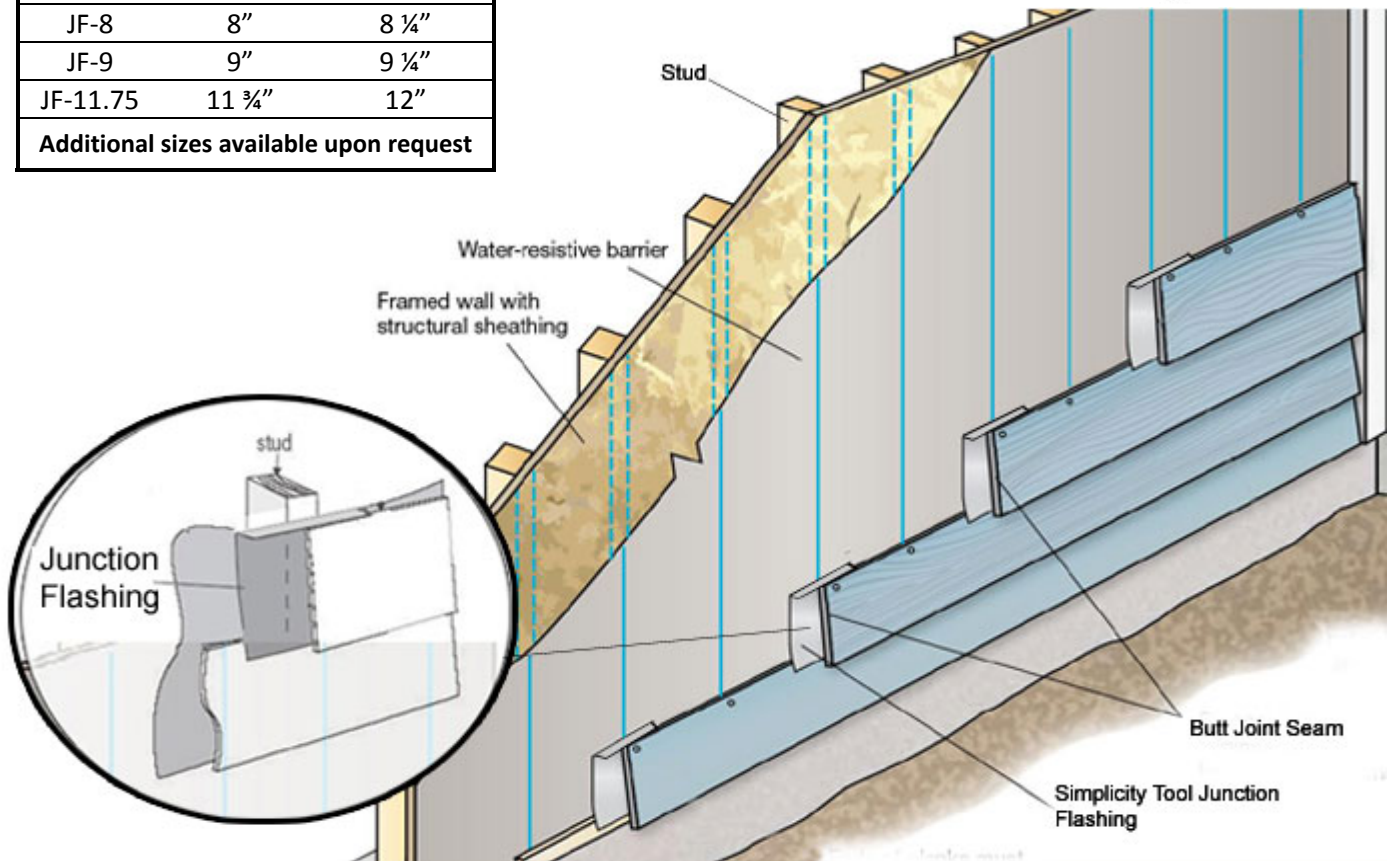 JF-8 8” 8 ¼”
JF-9 9” 9 ¼”
JF-11.75 11 ¾” 12”
Additional sizes available upon request
Stud
Water-resistive barrier
Framed wall with
structural sheathing
stud
Junction
Flashing
Butt Joint Seam
Simplicity Tool Junction
Flashing